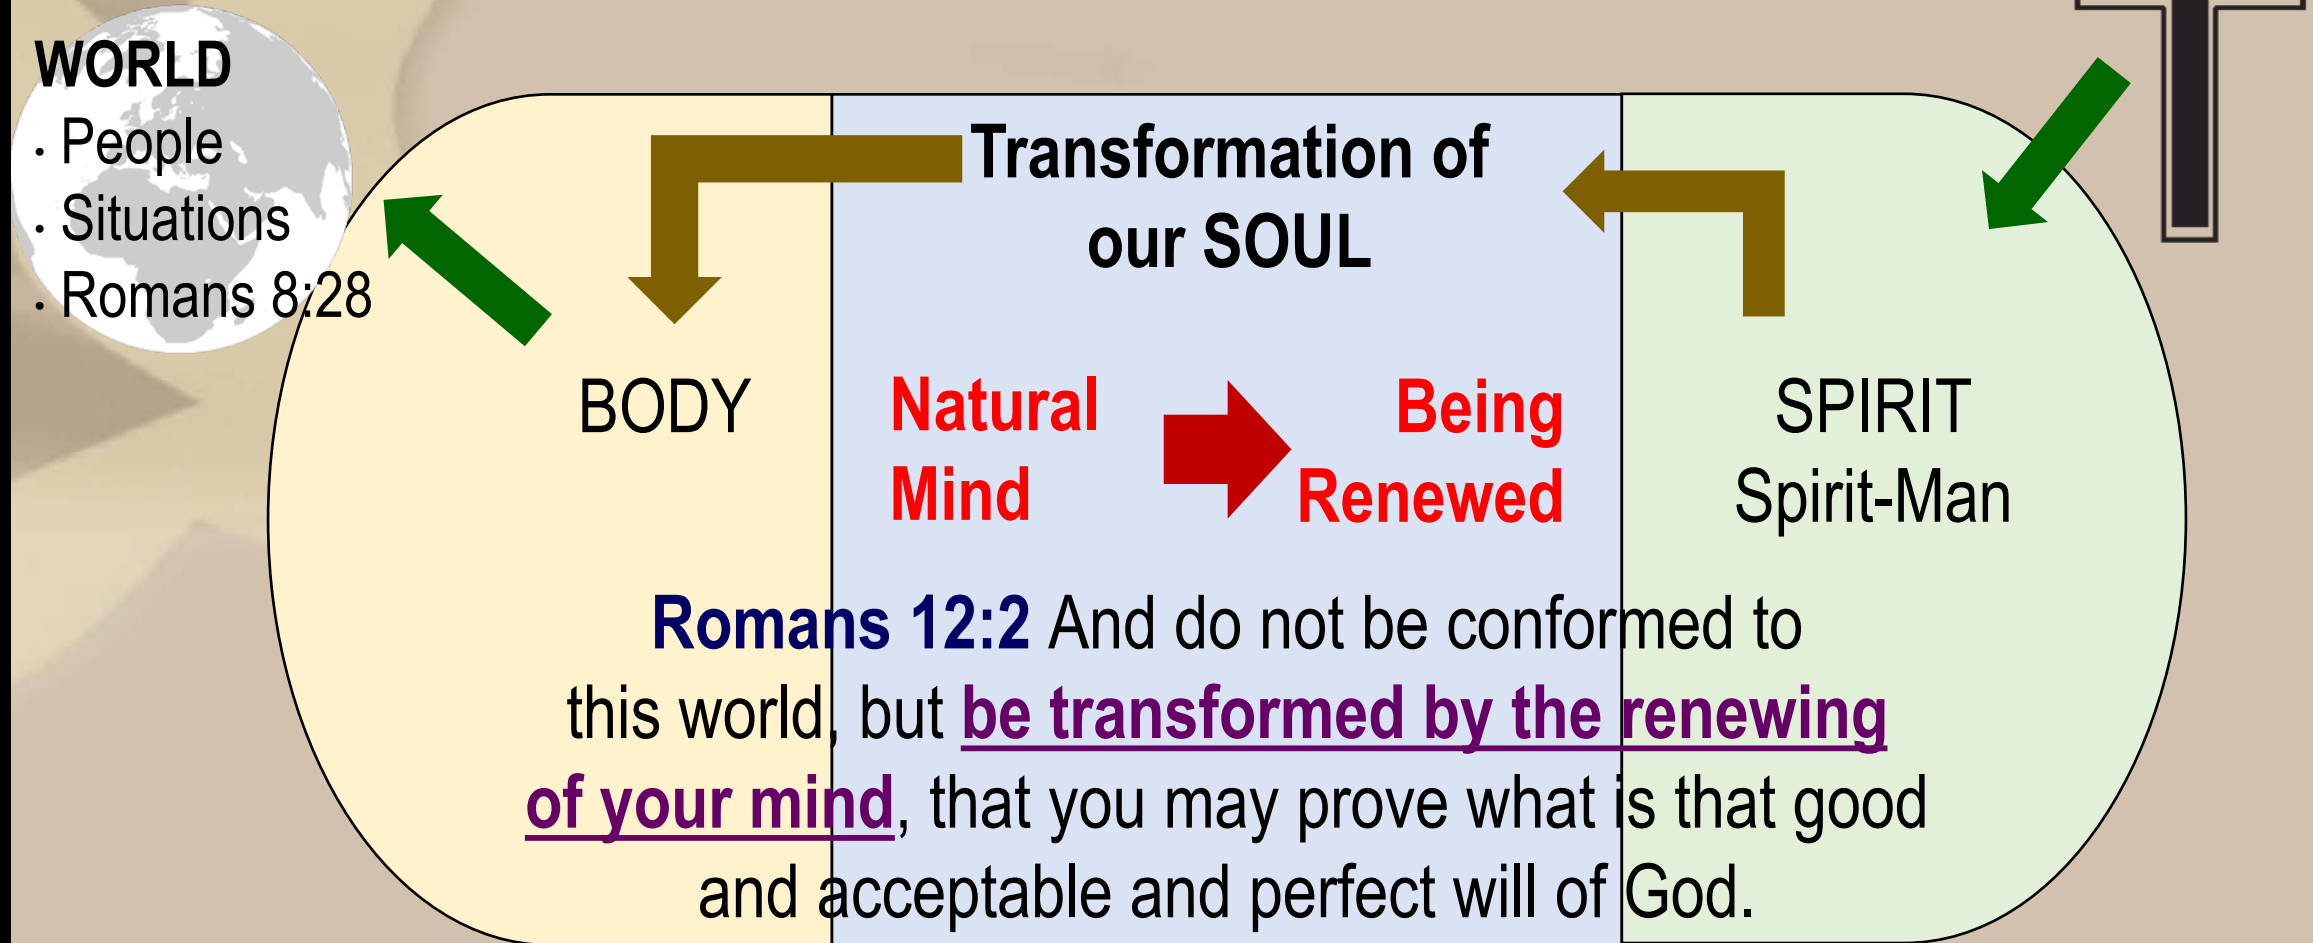 WORLD
• People
• Situations
• Romans 8:28
Transformation of
our SOUL
BODY
Natural
Mind
Being
Renewed
SPIRIT
Spirit-Man
Romans 12:2 And do not be conformed to
this world, but be transformed by the renewing
of your mind, that you may prove what is that good
and acceptable and perfect will of God.